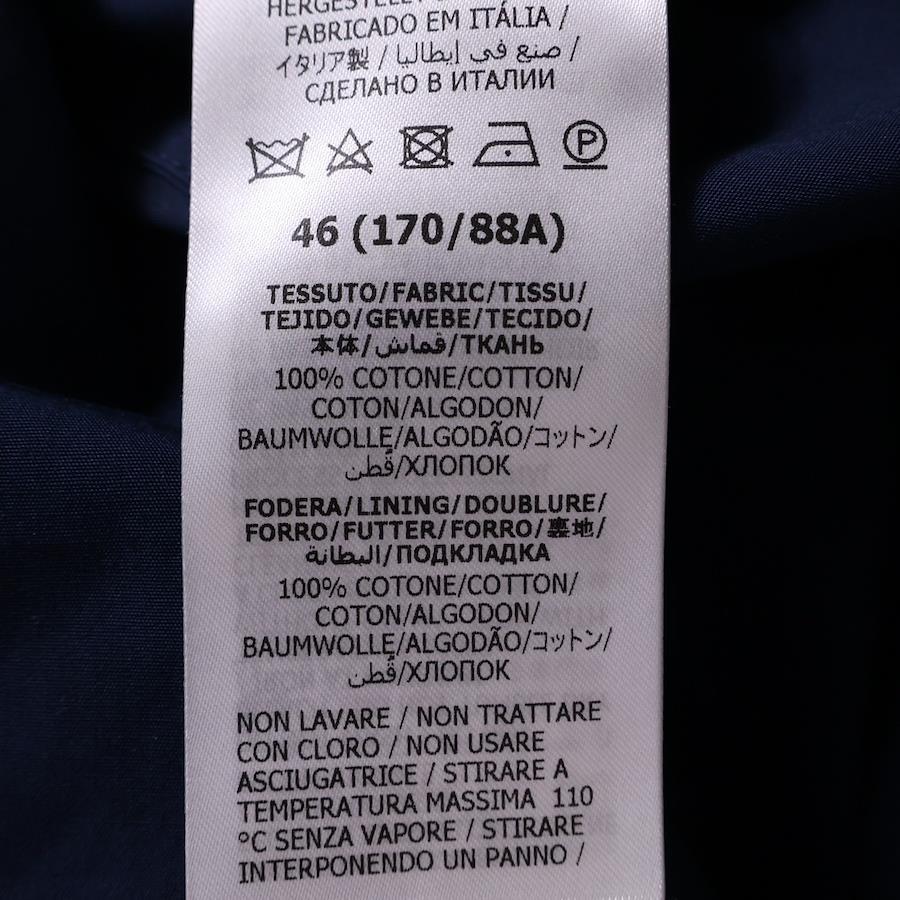 HERGESTELLT
FABRICADO EM ITÁLIA /
イタリア製 / صنع في إيطاليا /
СДЕЛАНО В ИТАЛИИ
P
46 (170/88A)
TESSUTO/FABRIC/TISSU/
TEJIDO/GEWEBE/TECIDO/
本体/قماش/ТКАНЬ
100% COTONE/COTTON/
COTON/ALGODON/
BAUMWOLLE/ALGODÃO/コットン/
قُطن/ХЛОПОК
FODERA/LINING/DOUBLURE/
FORRO/FUTTER/FORRO/裏地/
البطانة/ПОДКЛАДКА
100% COTONE/COTTON/
COTON/ALGODON/
BAUMWOLLE/ALGODÃO/コットン/
قُطن/ХЛОПОК
NON LAVARE / NON TRATTARE
CON CLORO / NON USARE
ASCIUGATRICE / STIRARE A
TEMPERATURA MASSIMA 110
°C SENZA VAPORE / STIRARE
INTERPONENDO UN PANNO /